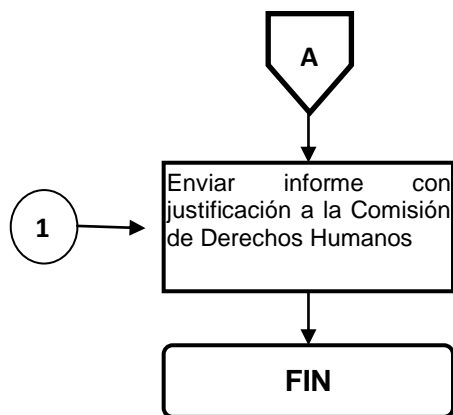 A
Enviar informe con
justificación a la Comisión
de Derechos Humanos
1
FIN